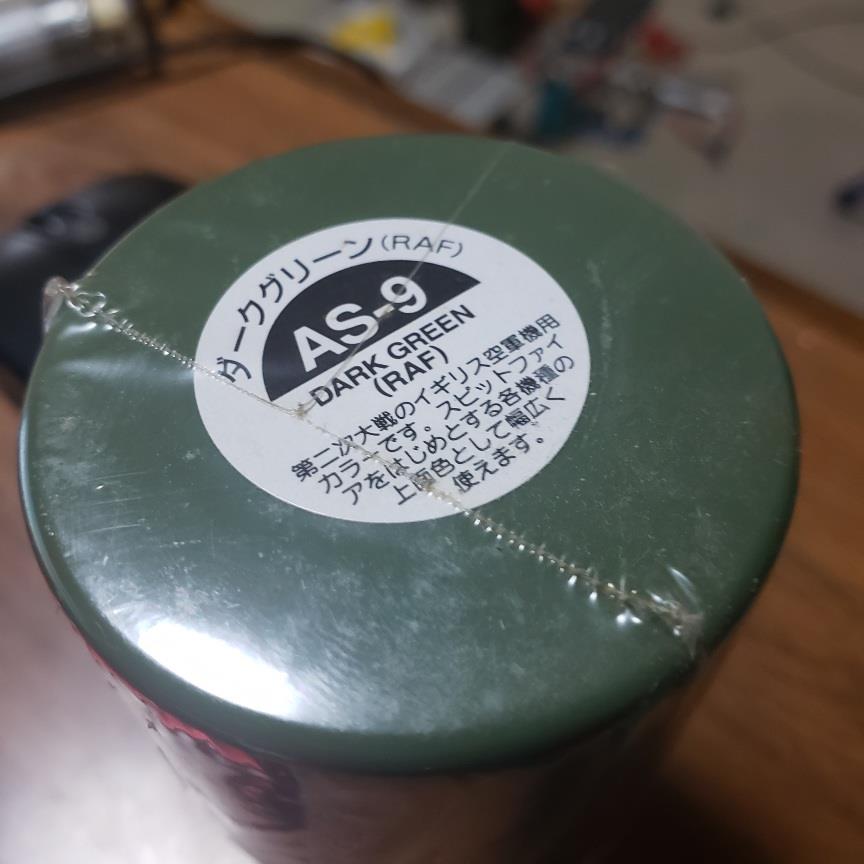 ダークグリーン(RAF)
AS-9
DARK GREEN
(RAF)
第二次大戦のイギリス空軍機用
カラーです。スピットファイ
アをはじめとする各機種の
上面色として幅広く
使えます。